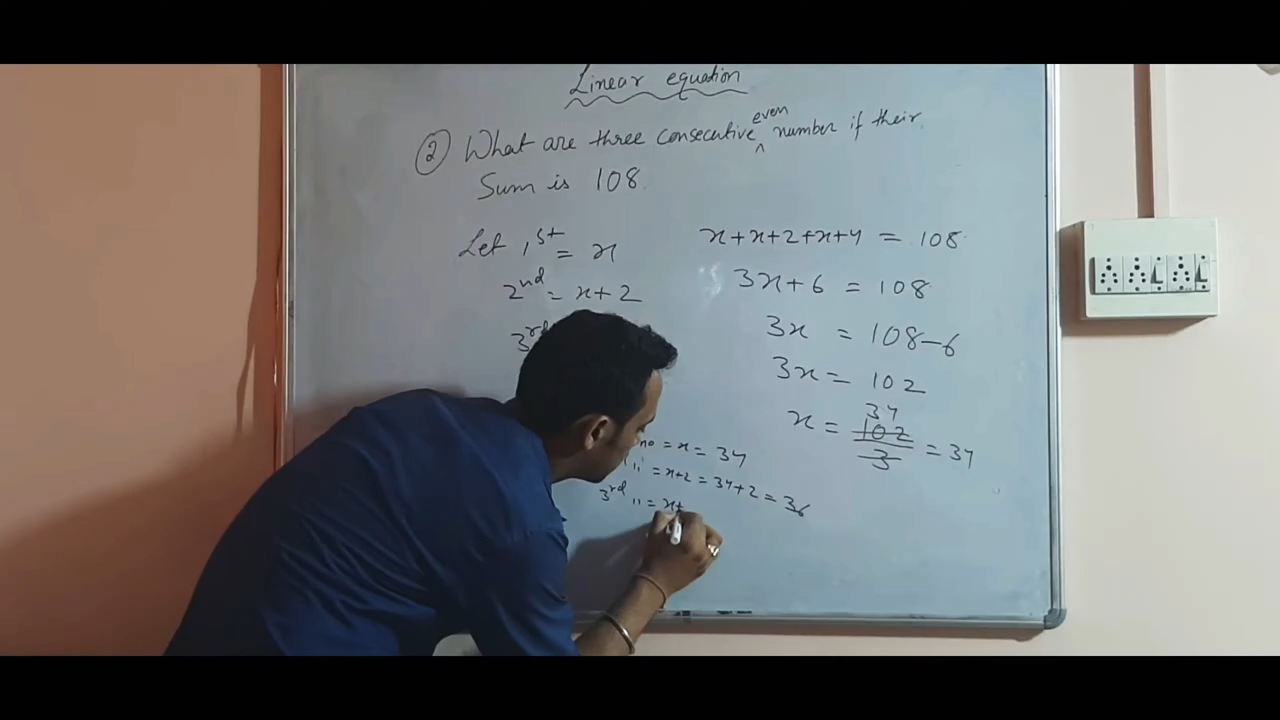 Linear equation
② What are three consecutive even number if their
Sum is 108.
Let 1st = x
2nd = x+2
3rd
x+x+2+x+4 = 108.
3x+6 = 108
3x = 108-6
3x = 102
34
x = 102/3 = 34
no = x = 34
" = x+2 = 34+2 = 36
3rd " = x+